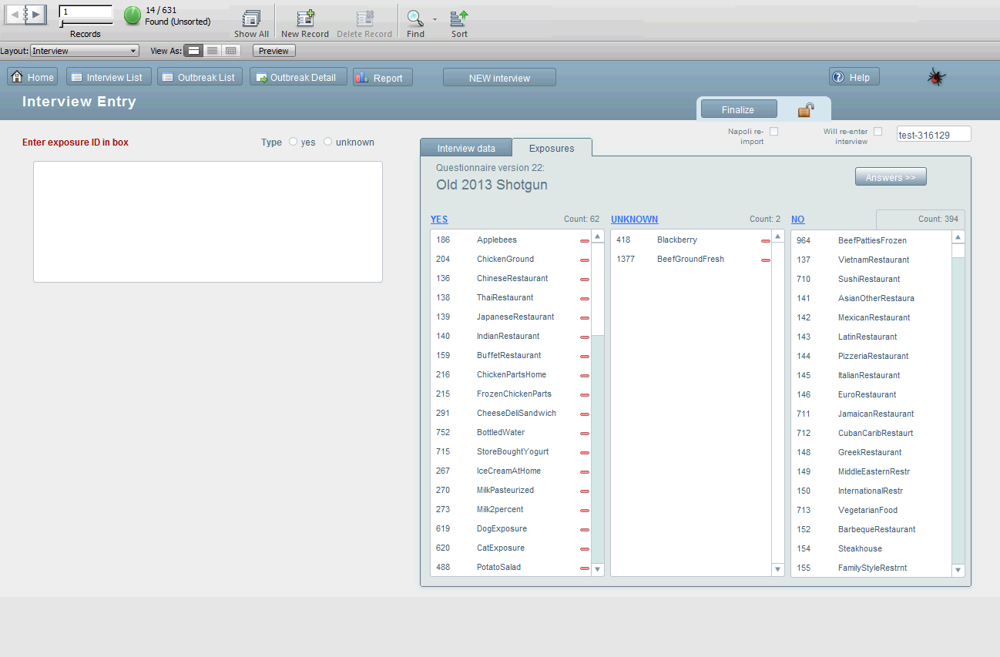 1
14 / 631
Found (Unsorted)
Records
Show All
New Record
Delete Record
Find
Sort
Layout: Interview
View As:
Preview
Home
Interview List
Outbreak List
Outbreak Detail
Report
NEW interview
Help
Interview Entry
Finalize
Enter exposure ID in box
Type yes unknown
Napoli re-
import
Will re-enter
interview
test-316129
Interview data
Exposures
Questionnaire version 22:
Old 2013 Shotgun
Answers >>
YES Count: 62
186 Applebees
204 ChickenGround
136 ChineseRestaurant
138 ThaiRestaurant
139 JapaneseRestaurant
140 IndianRestaurant
159 BuffetRestaurant
216 ChickenPartsHome
215 FrozenChickenParts
291 CheeseDeliSandwich
752 BottledWater
715 StoreBoughtYogurt
267 IceCreamAtHome
270 MilkPasteurized
273 Milk2percent
619 DogExposure
620 CatExposure
488 PotatoSalad
UNKNOWN Count: 2
418 Blackberry
1377 BeefGroundFresh
NO Count: 394
964 BeefPattiesFrozen
137 VietnamRestaurant
710 SushiRestaurant
141 AsianOtherRestaura
142 MexicanRestaurant
143 LatinRestaurant
144 PizzeriaRestaurant
145 ItalianRestaurant
146 EuroRestaurant
711 JamaicanRestaurant
712 CubanCaribRestaurt
148 GreekRestaurant
149 MiddleEasternRestr
150 InternationalRestr
713 VegetarianFood
152 BarbequeRestaurant
154 Steakhouse
155 FamilyStyleRestrnt